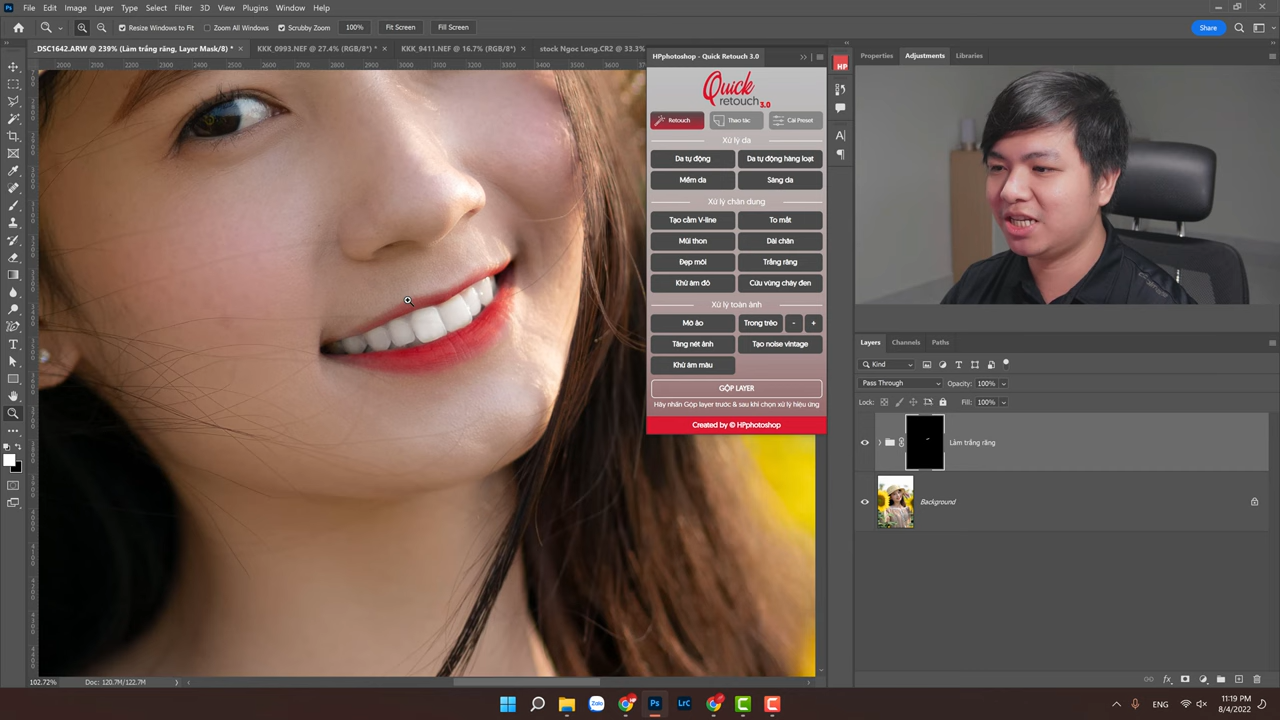 File Edit Image Layer Type Select Filter 3D View Plugins Window Help
Resize Windows to Fit Zoom All Windows Scrubby Zoom 100% Fit Screen Fill Screen
Share
_DSC1642.ARW @ 239% (Làm trắng răng, Layer Mask/8) *
KKK_0993.NEF @ 27.4% (RGB/8) *
KKK_9411.NEF @ 16.7% (RGB/8*)
stock Ngoc Long.CR2 @ 33.3%
HPphotoshop - Quick Retouch 3.0
Quick
retouch 3.0
Retouch Thao tác Cài Preset
Xử lý da
Da tự động Da tự động hàng loạt
Mềm da Sáng da
Xử lý chân dung
Tạo cằm V-line To mắt
Mũi thon Dài chân
Đẹp môi Trắng răng
Khử ám đỏ Cứu vùng cháy đen
Xử lý toàn ảnh
Mờ ảo Trong trẻo - +
Tăng nét ảnh Tạo noise vintage
Khử ám màu
GỘP LAYER
Hãy nhấn Gộp layer trước & sau khi chọn xử lý hiệu ứng
Created by © HPphotoshop
HP
Properties Adjustments Libraries
Layers Channels Paths
Kind
Pass Through Opacity: 100%
Lock: Fill: 100%
Làm trắng răng
Background
102.72% Doc: 120.7M/122.7M
Zalo Ps LrC
ENG
11:19 PM
8/4/2022